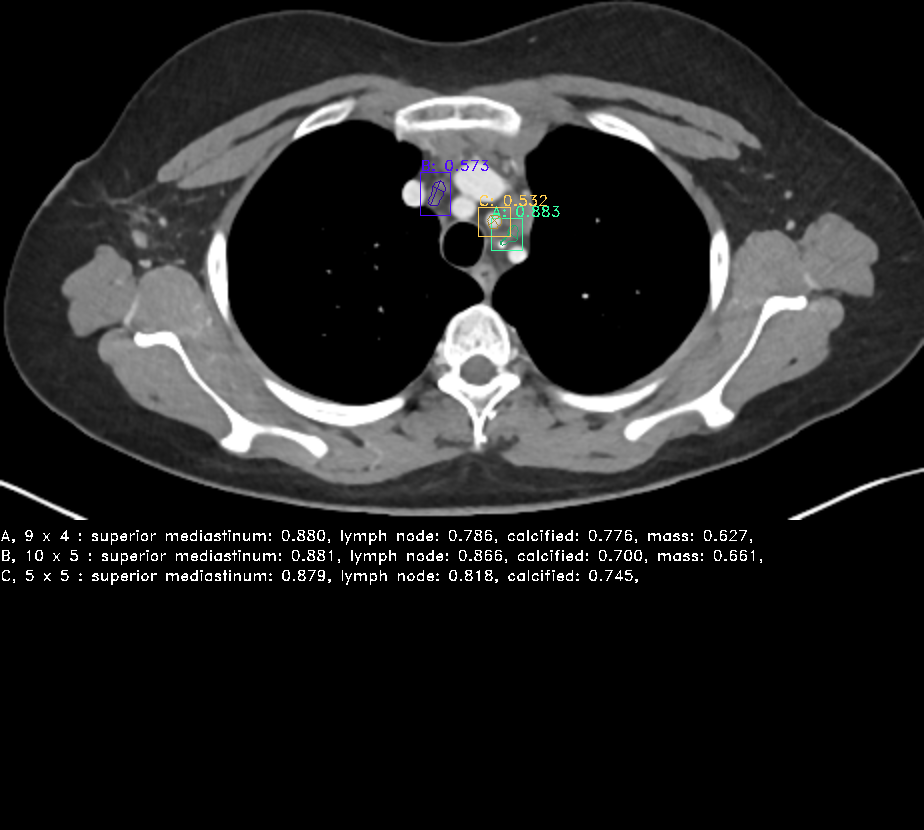 B: 0.573
C: 0.532
A: 0.883
A, 9 x 4 : superior mediastinum: 0.880, lymph node: 0.786, calcified: 0.776, mass: 0.627,
B, 10 x 5 : superior mediastinum: 0.881, lymph node: 0.866, calcified: 0.700, mass: 0.661,
C, 5 x 5 : superior mediastinum: 0.879, lymph node: 0.818, calcified: 0.745,